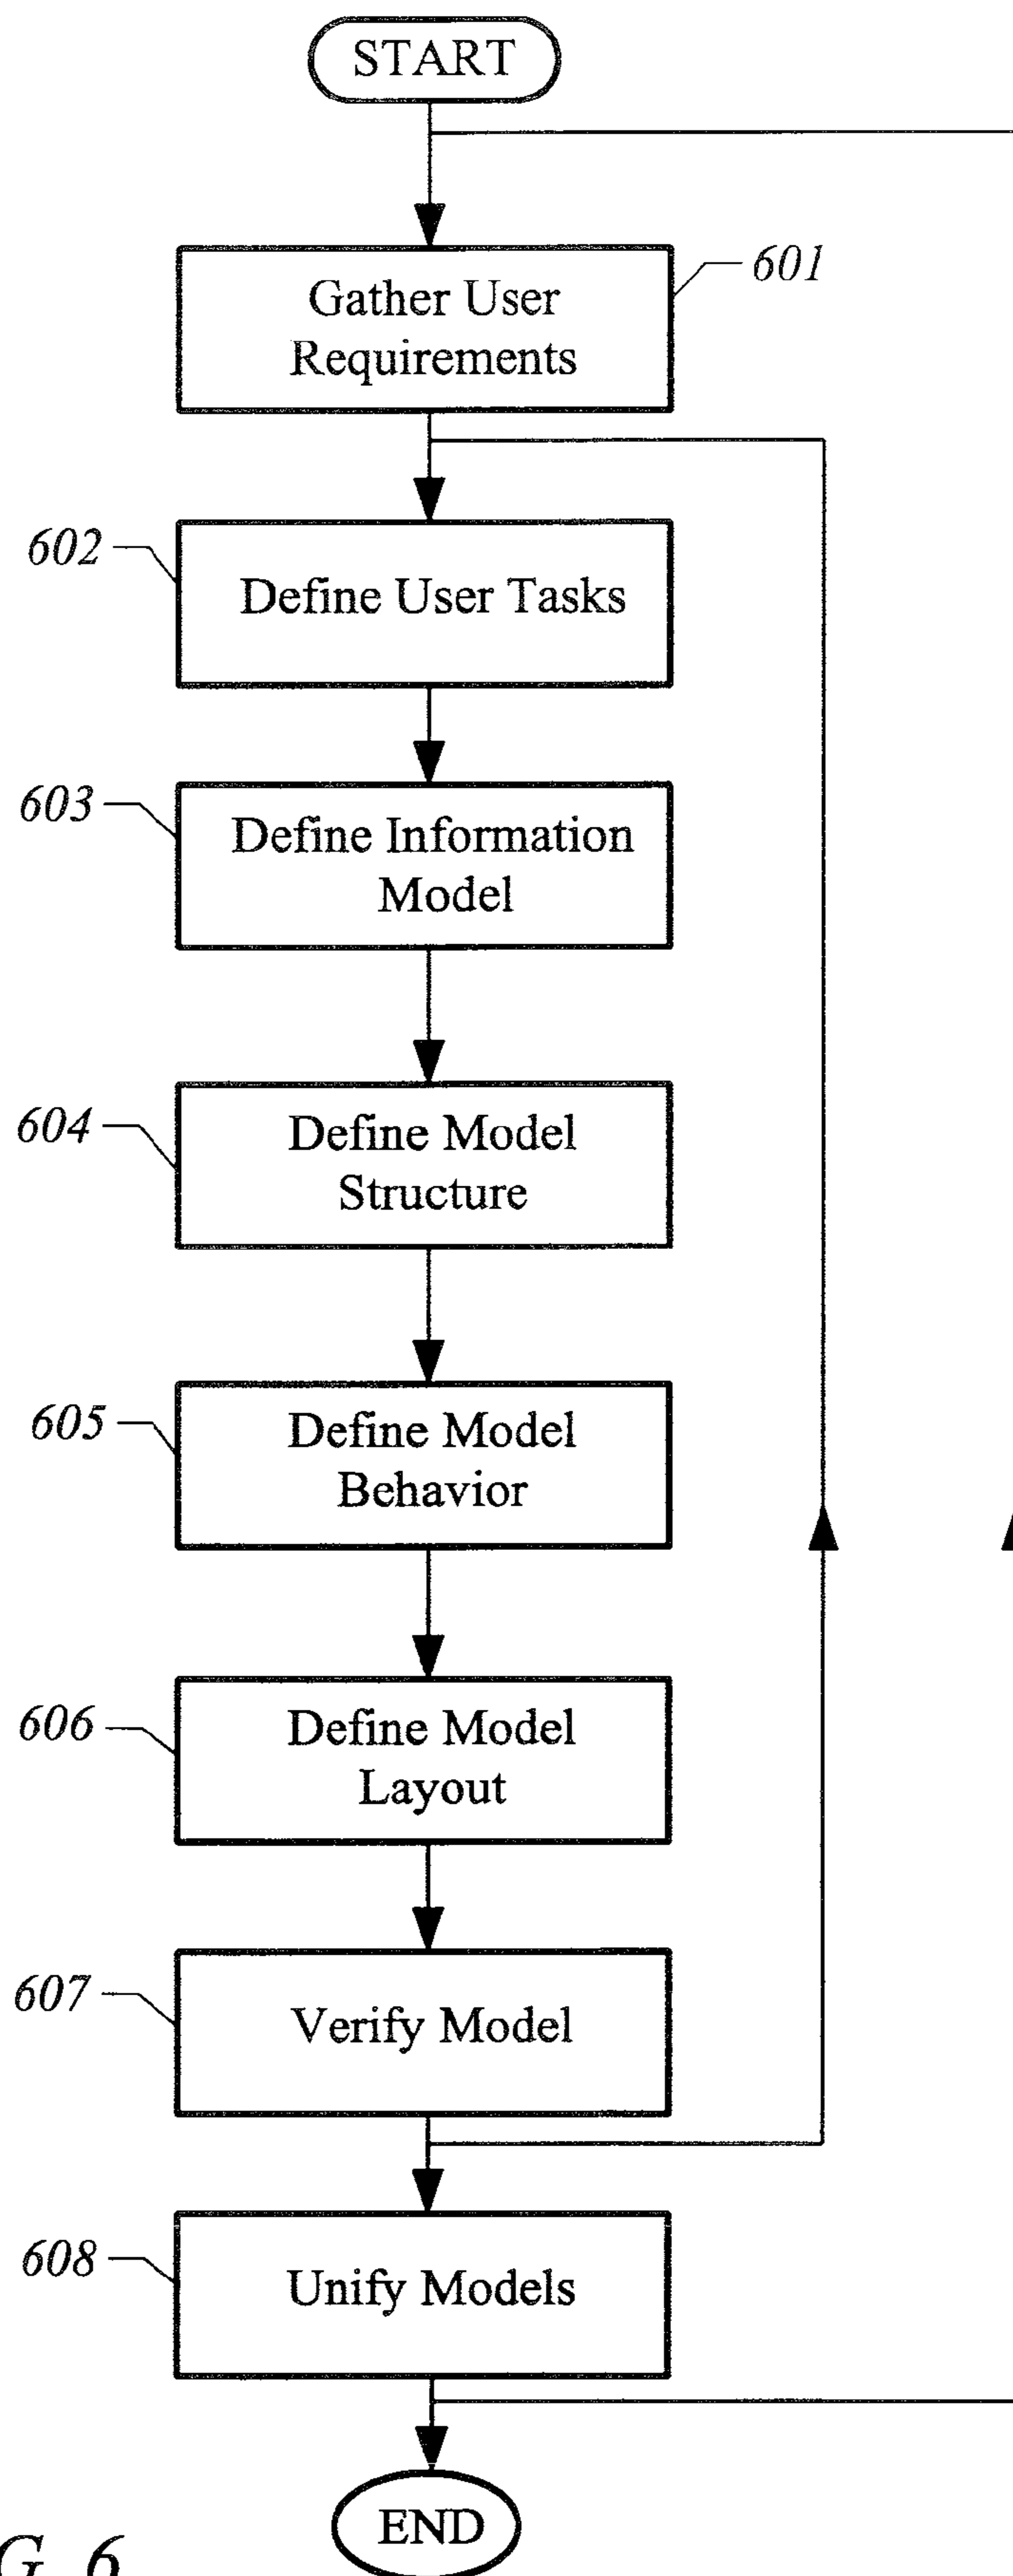 START
Gather User
Requirements
601
602
Define User Tasks
603
Define Information
Model
604
Define Model
Structure
605
Define Model
Behavior
606
Define Model
Layout
607
Verify Model
608
Unify Models
END
G. 6